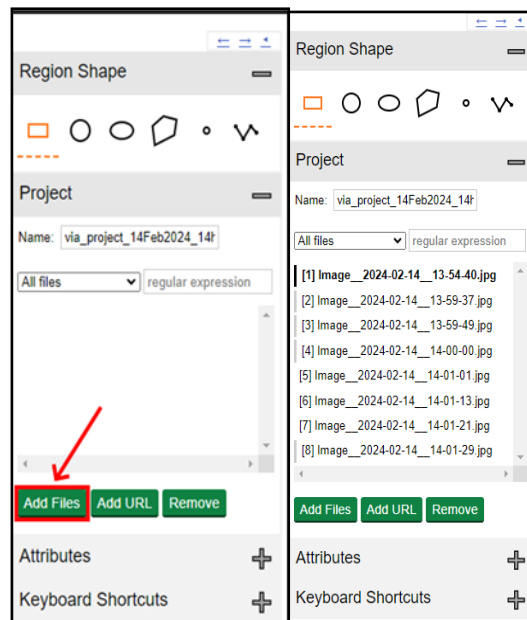 Region Shape
Project
Name: via_project_14Feb2024_14h
All files regular expression
Add Files Add URL Remove
Attributes
Keyboard Shortcuts
Region Shape
Project
Name: via_project_14Feb2024_14h
All files regular expression
[1] Image__2024-02-14__13-54-40.jpg
[2] Image__2024-02-14__13-59-37.jpg
[3] Image__2024-02-14__13-59-49.jpg
[4] Image__2024-02-14__14-00-00.jpg
[5] Image__2024-02-14__14-01-01.jpg
[6] Image__2024-02-14__14-01-13.jpg
[7] Image__2024-02-14__14-01-21.jpg
[8] Image__2024-02-14__14-01-29.jpg
Add Files Add URL Remove
Attributes
Keyboard Shortcuts